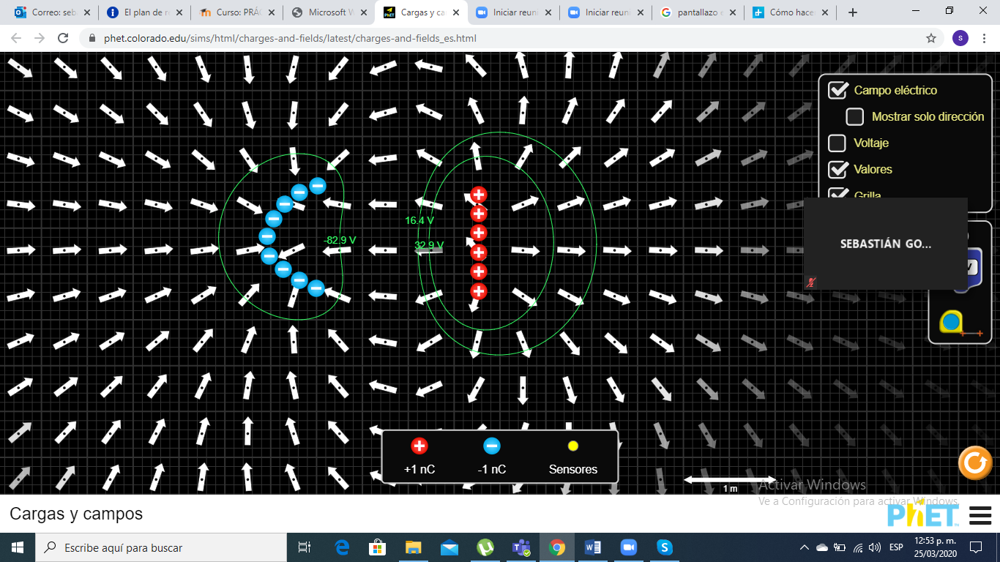 Correo: seb
El plan de r
Curso: PRÁC
Microsoft W
Cargas y ca
Iniciar reuni
Iniciar reuni
pantallazo e
Cómo hace
phet.colorado.edu/sims/html/charges-and-fields/latest/charges-and-fields_es.html
S
Campo eléctrico
Mostrar solo dirección
Voltaje
Valores
Grilla
SEBASTIÁN GO...
16.4 V
-82.9 V
32.9 V
+1 nC
-1 nC
Sensores
1 m
Activar Windows
Ve a Configuración para activar Windows.
Cargas y campos
PhET
Escribe aquí para buscar
ESP
12:53 p. m.
25/03/2020